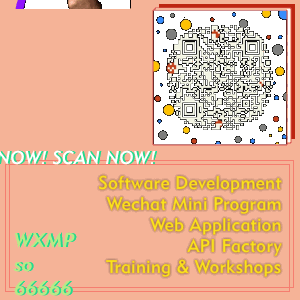 NOW! SCAN NOW!
Software Development
Wechat Mini Program
Web Application
API Factory
Training & Workshops
WXMP
so
66666